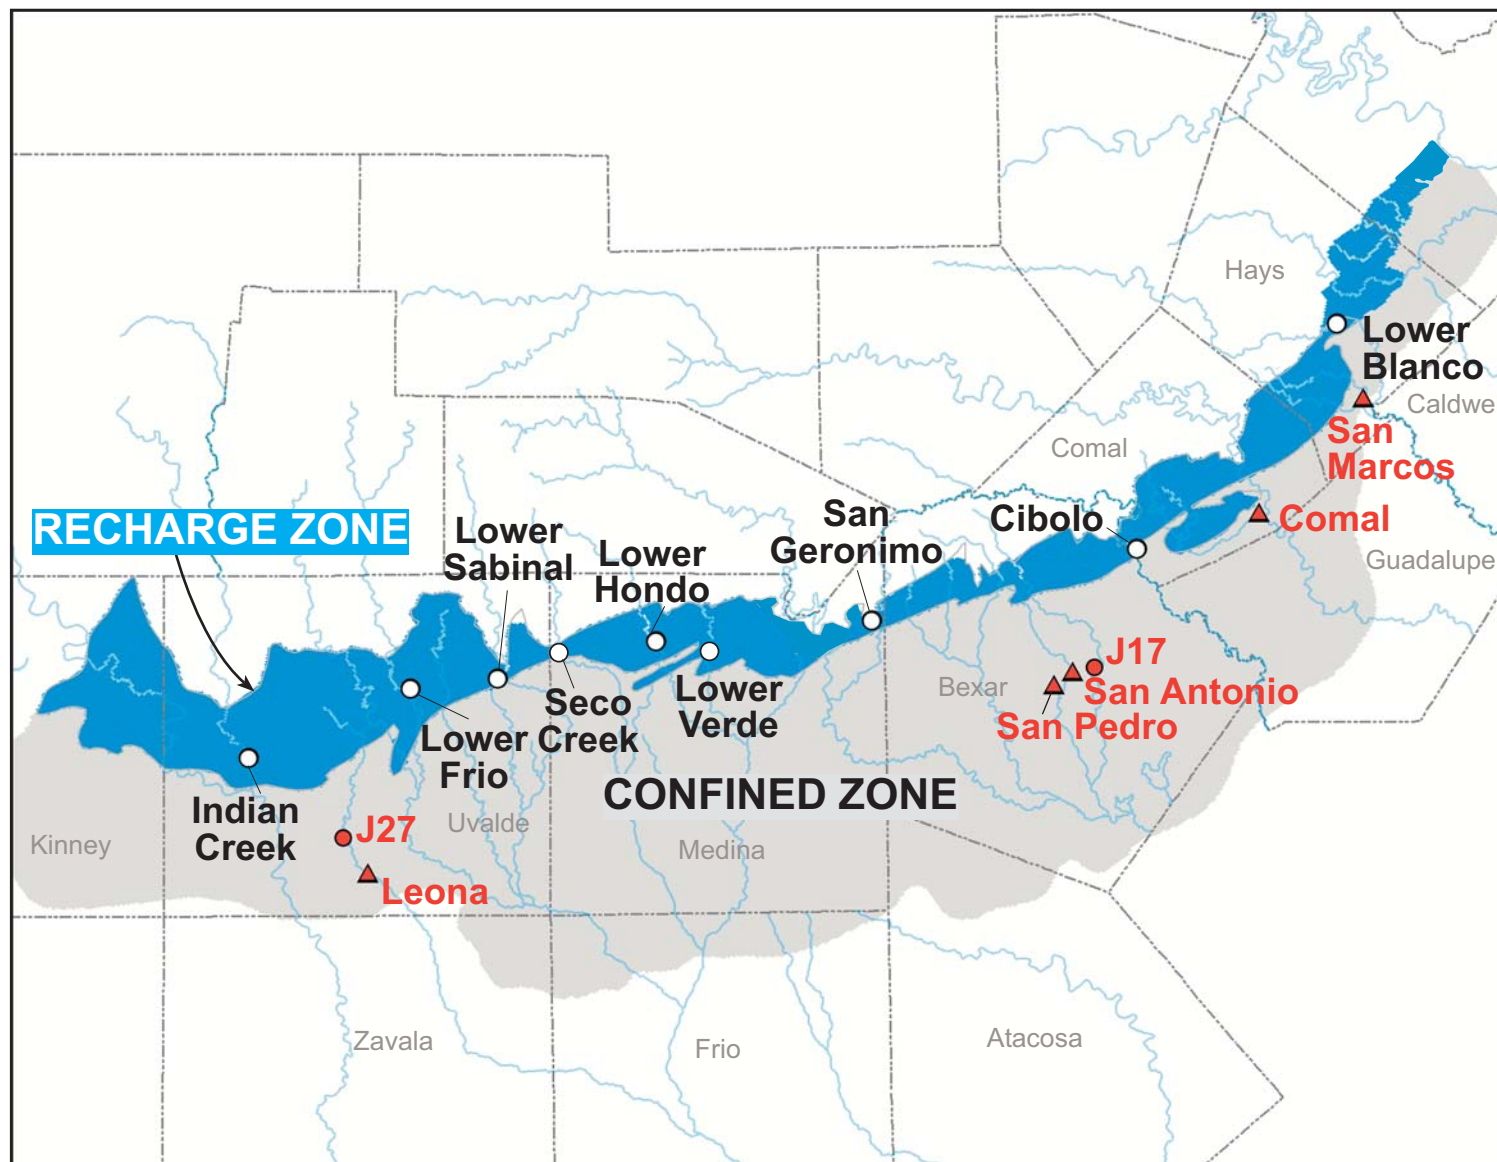 Hays
Lower
Blanco
Caldwe
San
Marcos
Comal
Comal
Guadalupe
Cibolo
San
Geronimo
RECHARGE ZONE
Lower
Sabinal
Lower
Hondo
Lower
Verde
Seco
Creek
Lower
Frio
Indian
Creek
J17
San Antonio
San Pedro
Bexar
CONFINED ZONE
Kinney
J27
Leona
Uvalde
Medina
Zavala
Frio
Atacosa